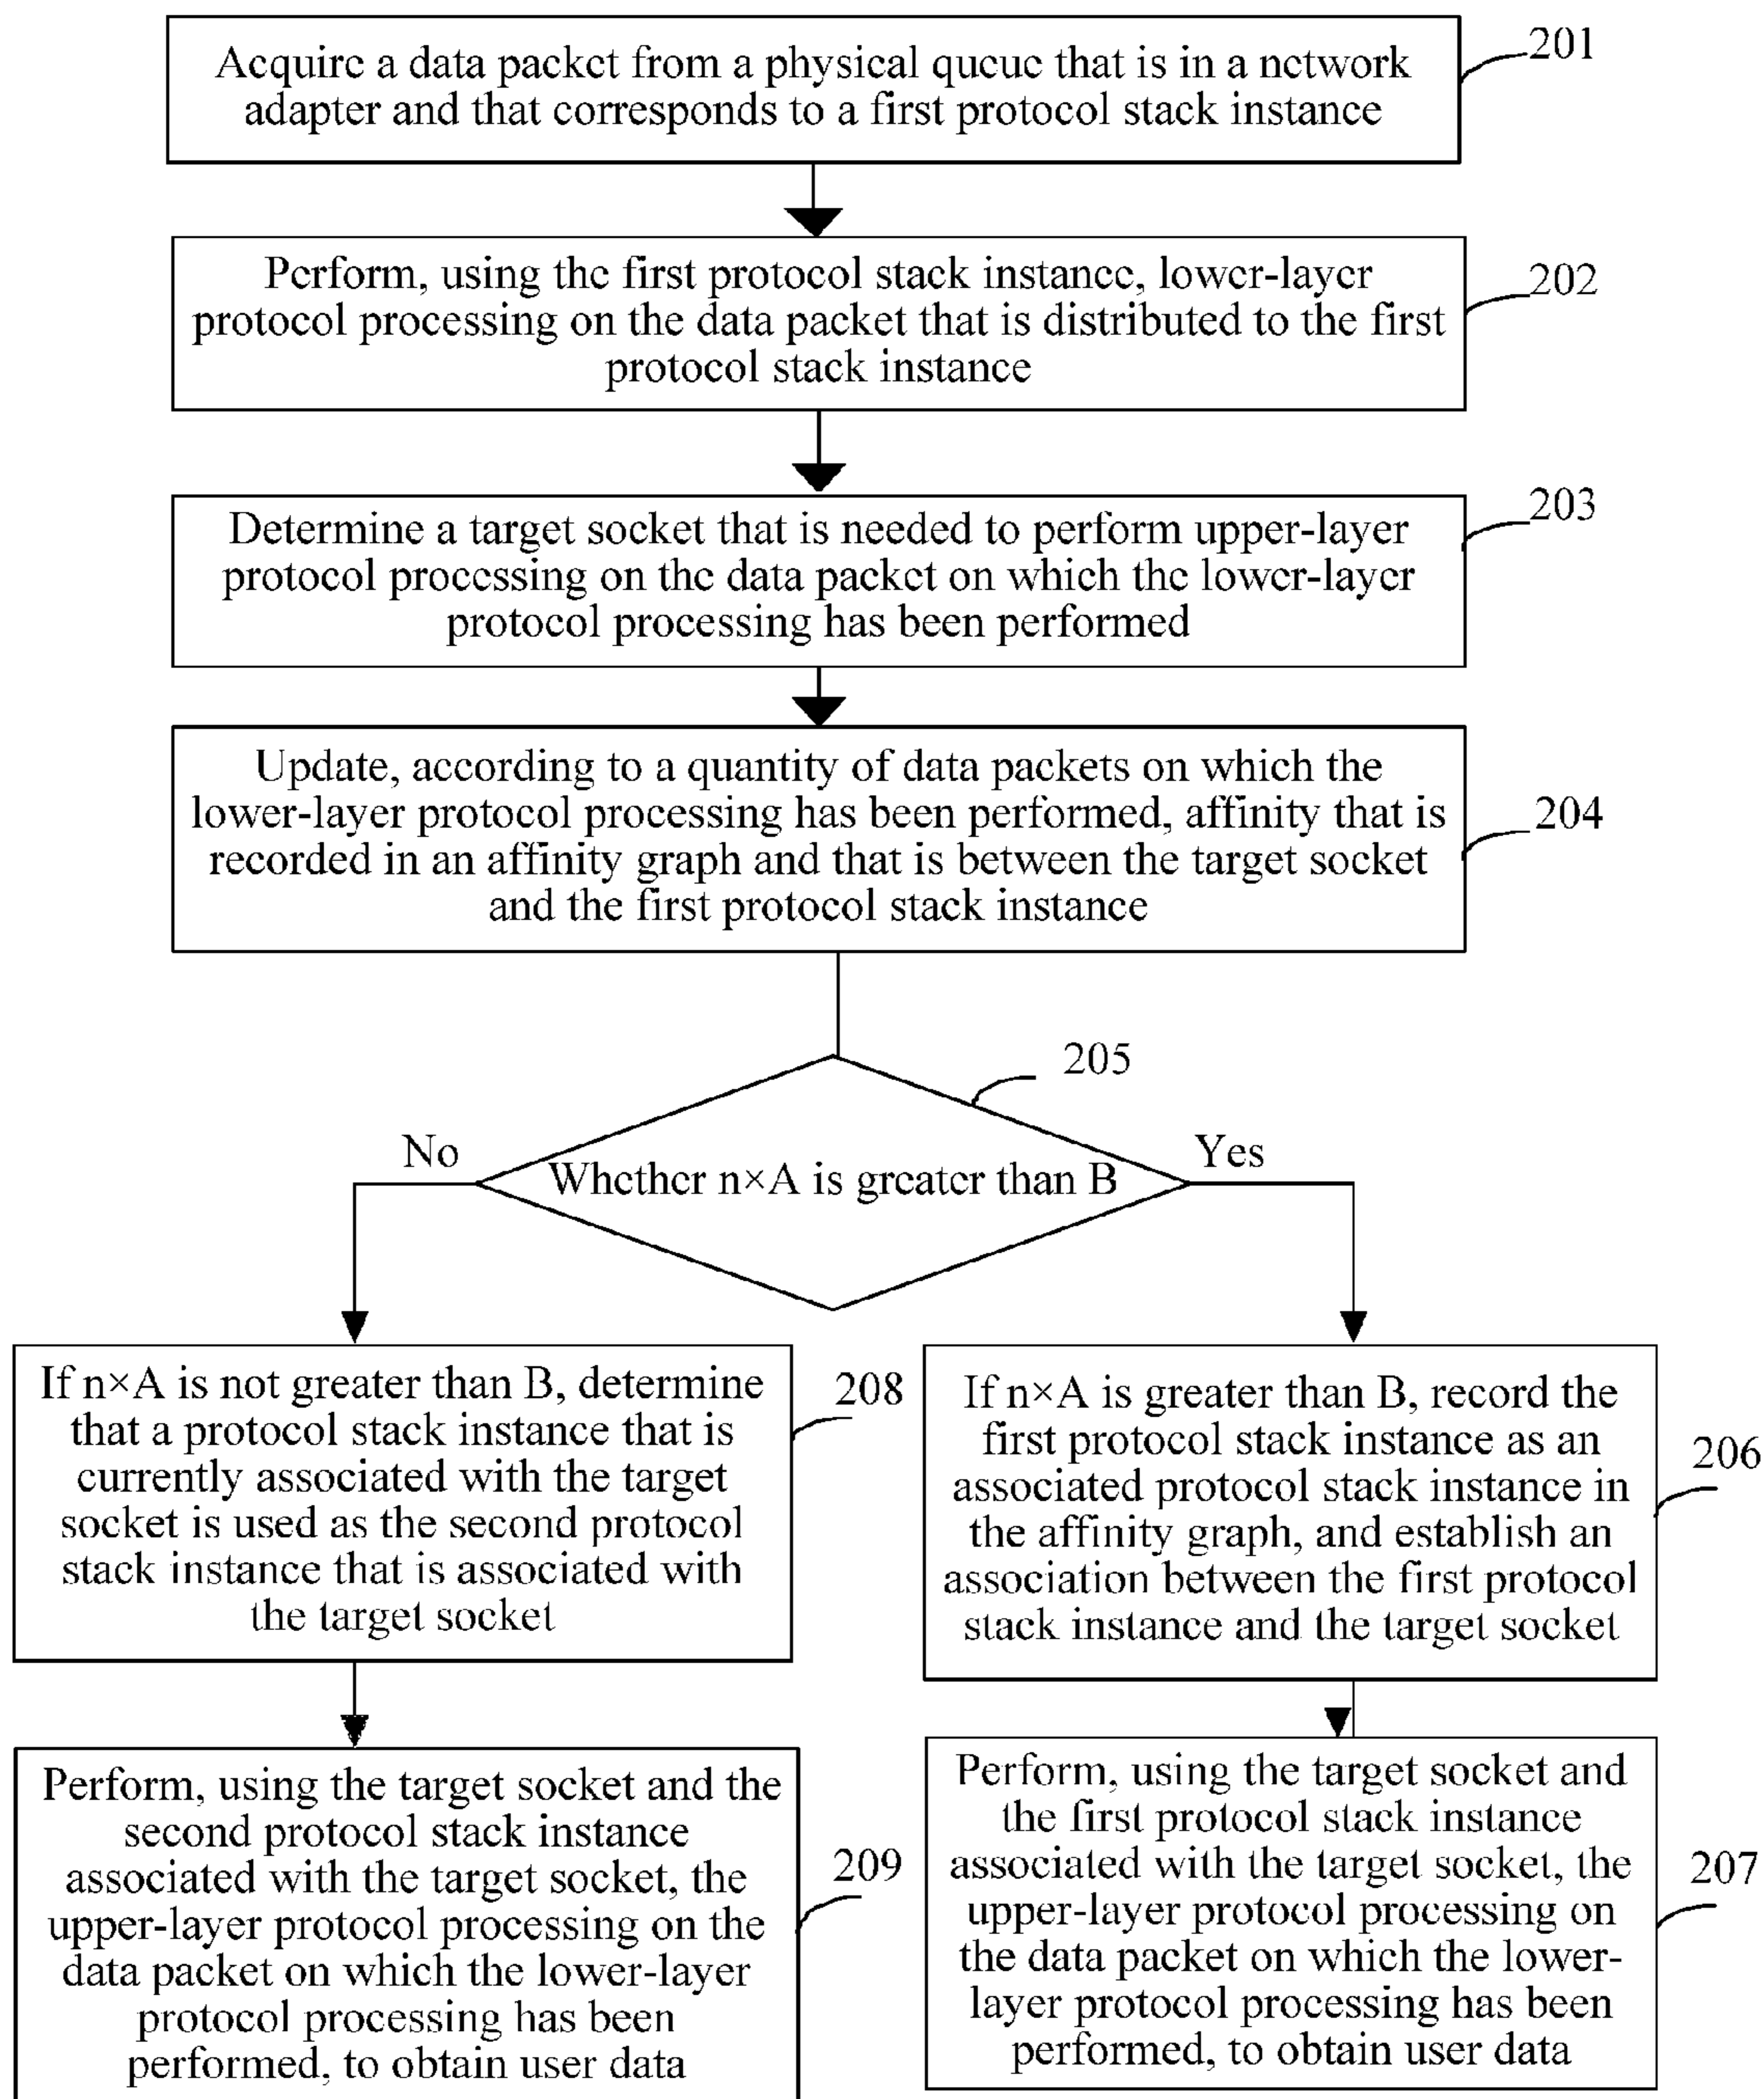 Acquire a data packet from a physical queue that is in a network
adapter and that corresponds to a first protocol stack instance
201
Perform, using the first protocol stack instance, lower-layer
protocol processing on the data packet that is distributed to the first
protocol stack instance
202
Determine a target socket that is needed to perform upper-layer
protocol processing on the data packet on which the lower-layer
protocol processing has been performed
203
Update, according to a quantity of data packets on which the
lower-layer protocol processing has been performed, affinity that is
recorded in an affinity graph and that is between the target socket
and the first protocol stack instance
204
205
No
Whether n×A is greater than B
Yes
If n×A is not greater than B, determine
that a protocol stack instance that is
currently associated with the target
socket is used as the second protocol
stack instance that is associated with
the target socket
208
If n×A is greater than B, record the
first protocol stack instance as an
associated protocol stack instance in
the affinity graph, and establish an
association between the first protocol
stack instance and the target socket
206
Perform, using the target socket and the
second protocol stack instance
associated with the target socket, the
upper-layer protocol processing on the
data packet on which the lower-layer
protocol processing has been
performed, to obtain user data
209
Perform, using the target socket and
the first protocol stack instance
associated with the target socket, the
upper-layer protocol processing on
the data packet on which the lower-
layer protocol processing has been
performed, to obtain user data
207